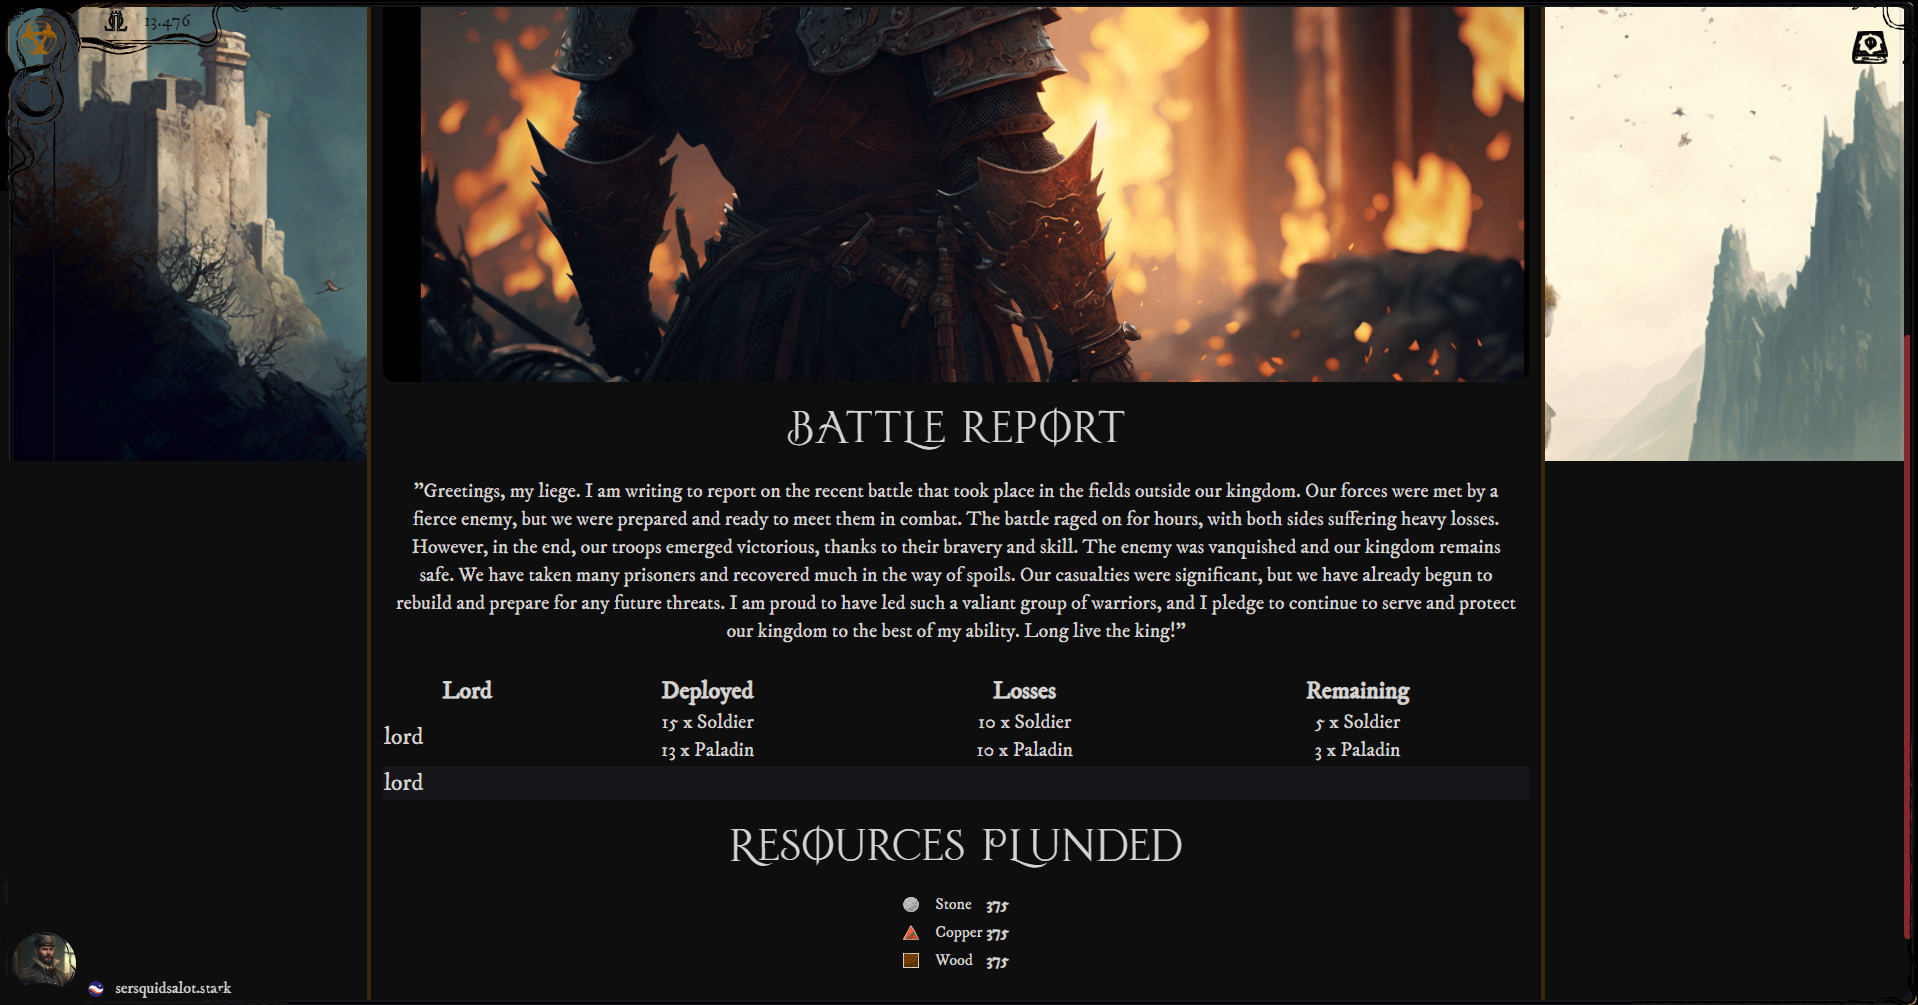 13.476
BATTLE REPORT
"Greetings, my liege. I am writing to report on the recent battle that took place in the fields outside our kingdom. Our forces were met by a
fierce enemy, but we were prepared and ready to meet them in combat. The battle raged on for hours, with both sides suffering heavy losses.
However, in the end, our troops emerged victorious, thanks to their bravery and skill. The enemy was vanquished and our kingdom remains
safe. We have taken many prisoners and recovered much in the way of spoils. Our casualties were significant, but we have already begun to
rebuild and prepare for any future threats. I am proud to have led such a valiant group of warriors, and I pledge to continue to serve and protect
our kingdom to the best of my ability. Long live the king!"
Lord Deployed Losses Remaining
15 x Soldier 10 x Soldier 5 x Soldier
lord
13 x Paladin 10 x Paladin 3 x Paladin
lord
RESOURCES PLUNDED
Stone 375
Copper 375
Wood 375
sersquidsalot.stark